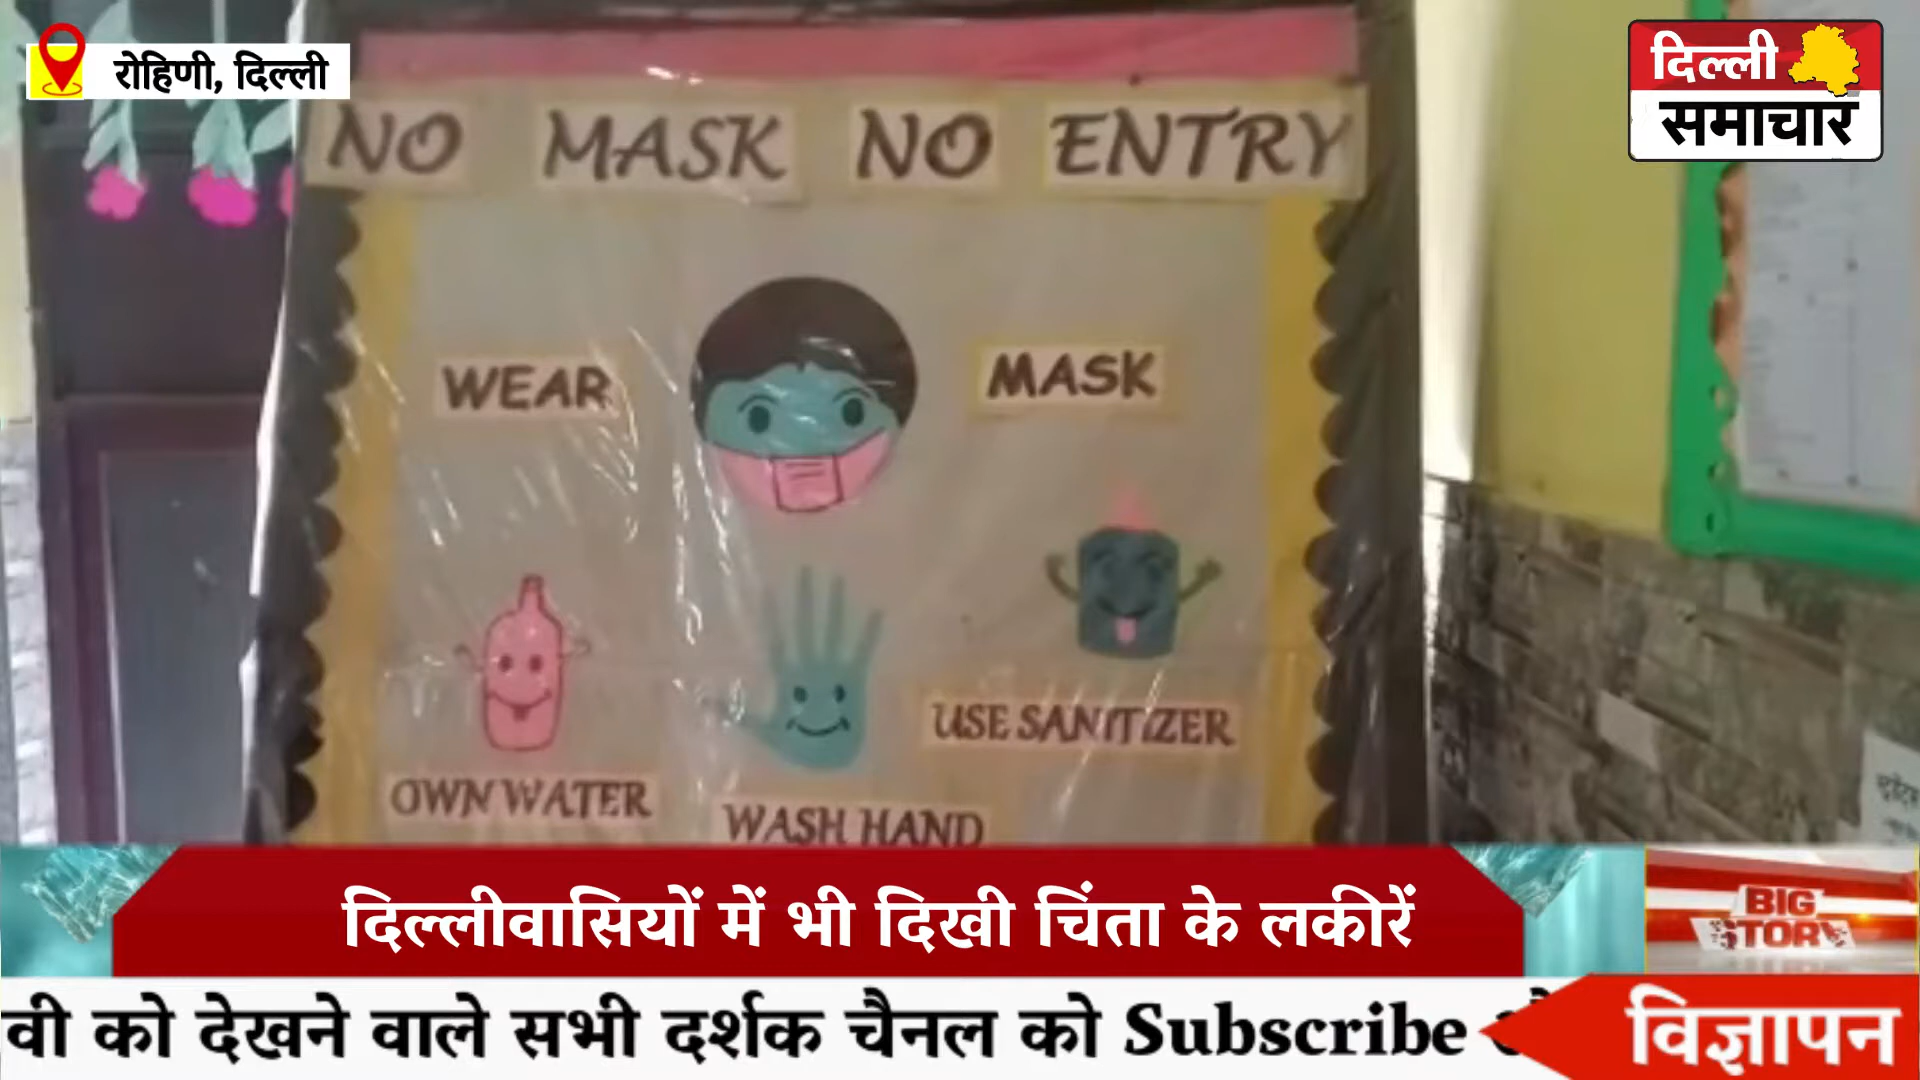 रोहिणी, दिल्ली
दिल्ली
समाचार
NO MASK NO ENTRY
WEAR MASK
USE SANITIZER
OWN WATER
WASH HAND
दिल्लीवासियों में भी दिखी चिंता के लकीरें
BIG
STORY
वी को देखने वाले सभी दर्शक चैनल को Subscribe
विज्ञापन